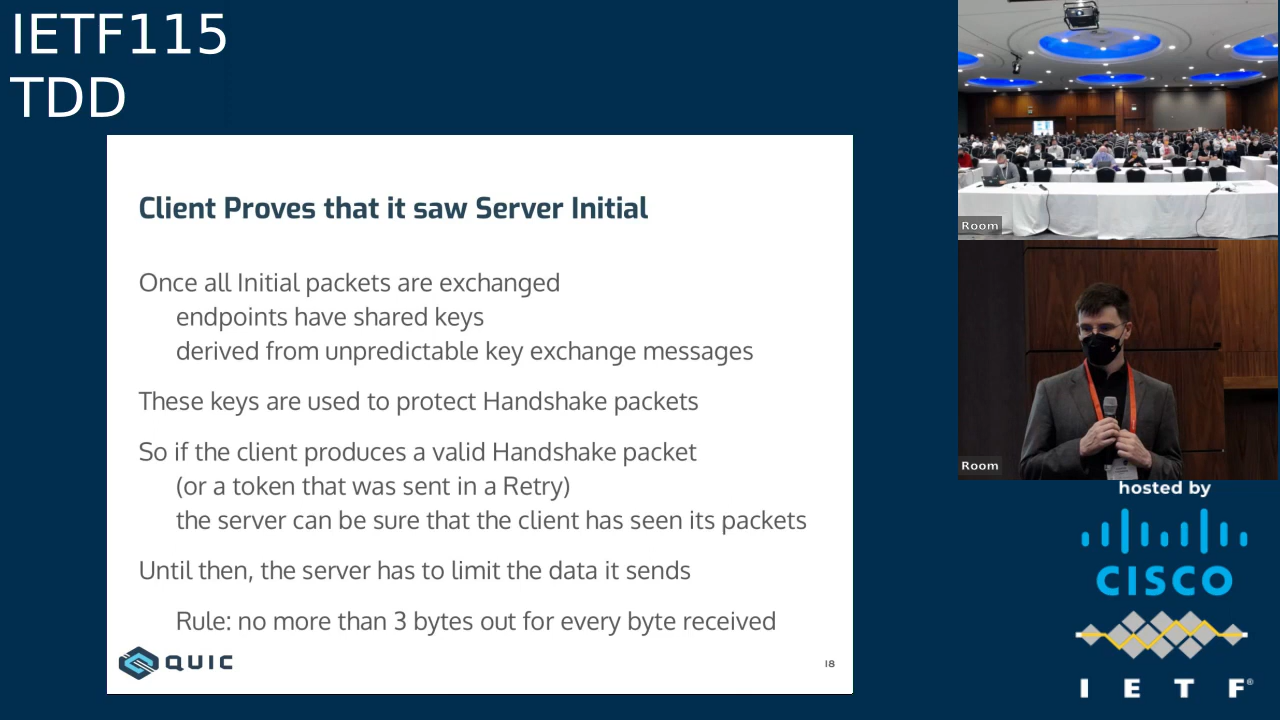 IETF115
TDD
Client Proves that it saw Server Initial
Once all Initial packets are exchanged
endpoints have shared keys
derived from unpredictable key exchange messages
These keys are used to protect Handshake packets
So if the client produces a valid Handshake packet
(or a token that was sent in a Retry)
the server can be sure that the client has seen its packets
Until then, the server has to limit the data it sends
Rule: no more than 3 bytes out for every byte received
QUIC
18
Room
Room
hosted by
CISCO
IETF®